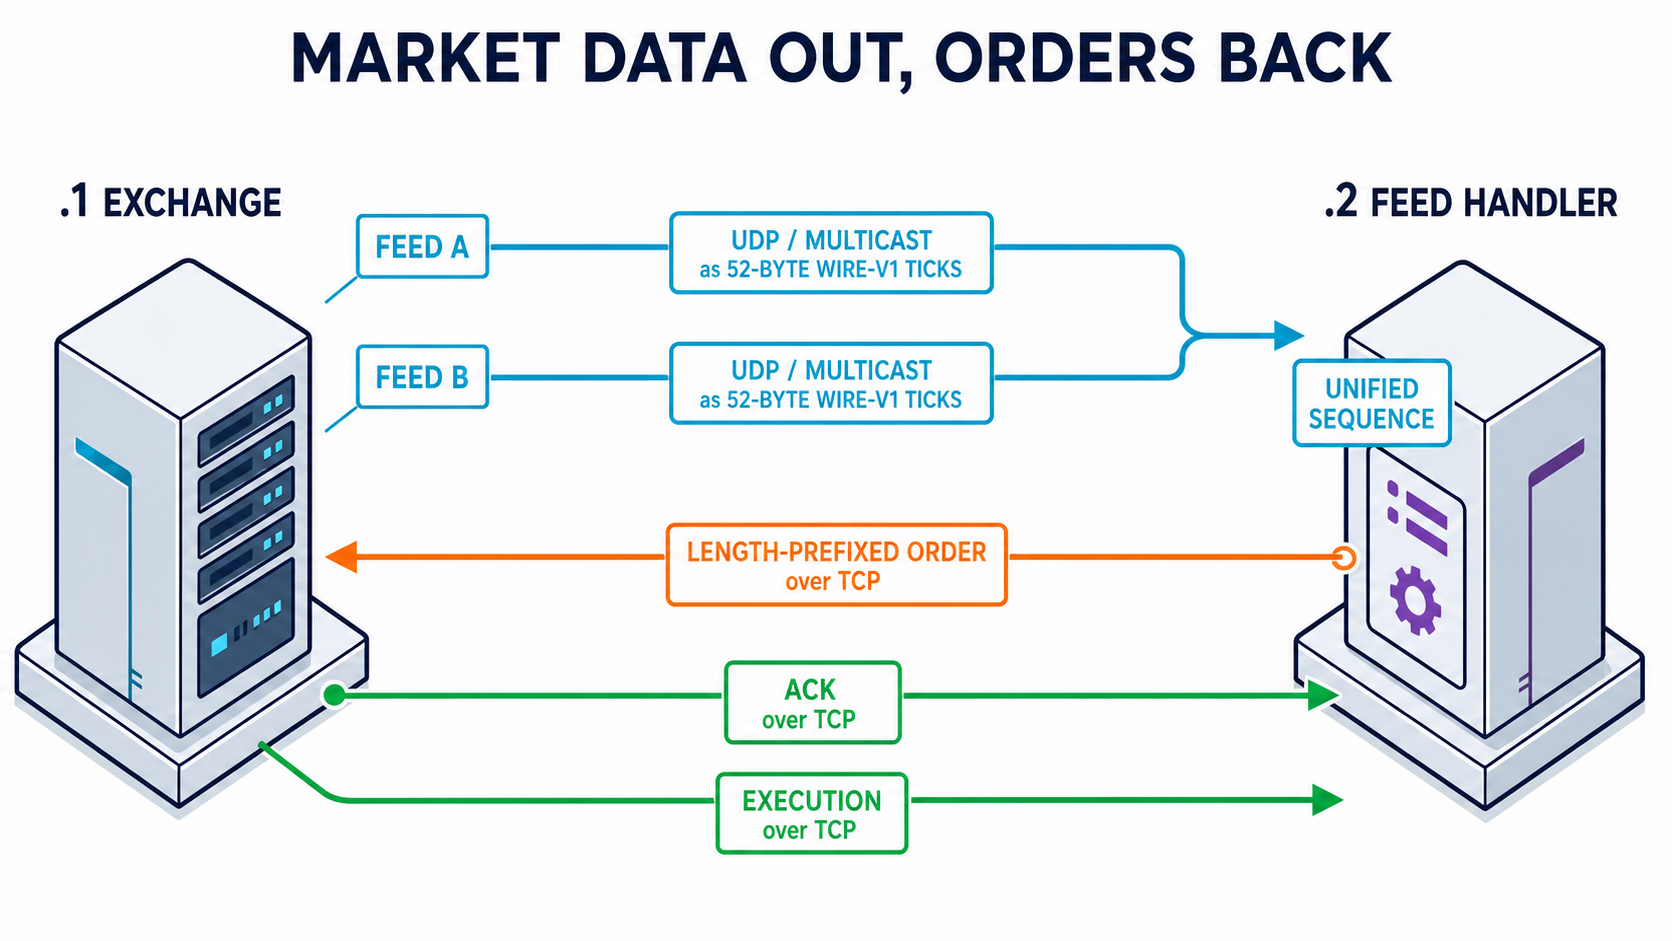 MARKET DATA OUT, ORDERS BACK
.1 EXCHANGE
.2 FEED HANDLER
FEED A
UDP / MULTICAST
as 52-BYTE WIRE-V1 TICKS
FEED B
UDP / MULTICAST
as 52-BYTE WIRE-V1 TICKS
UNIFIED
SEQUENCE
LENGTH-PREFIXED ORDER
over TCP
ACK
over TCP
EXECUTION
over TCP